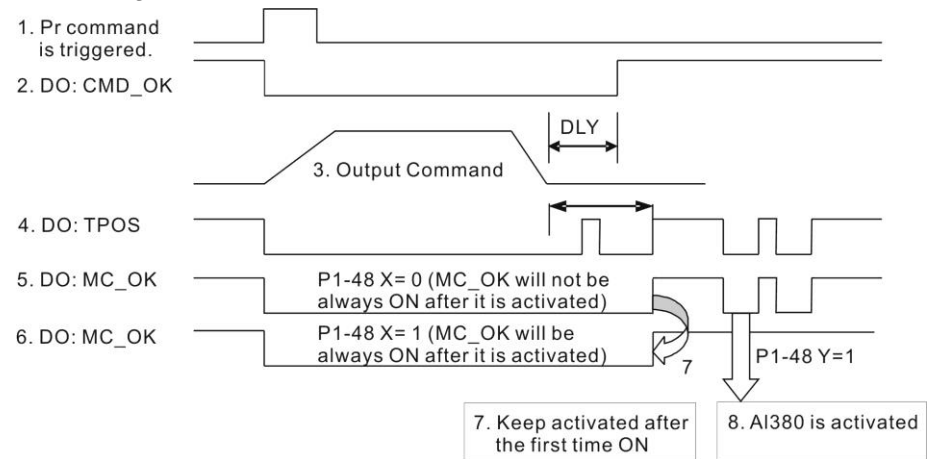 1. Pr command
is triggered.
2. DO: CMD_OK
DLY
3. Output Command
4. DO: TPOS
5. DO: MC_OK
P1-48 X= 0 (MC_OK will not be
always ON after it is activated)
6. DO: MC_OK
P1-48 X= 1 (MC_OK will be
always ON after it is activated)
7
P1-48 Y=1
7. Keep activated after
the first time ON
8. Al380 is activated